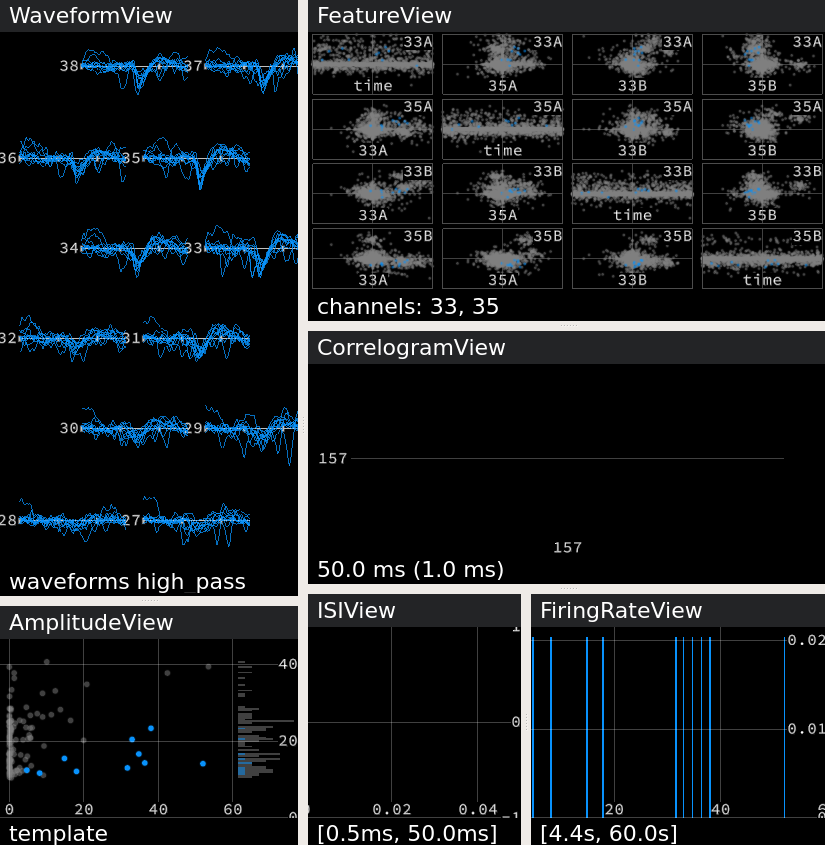 WaveformView
38 37
36 35
34 33
32 31
30 29
28 27
waveforms high_pass
FeatureView
33A 33A 33A 33A
time 35A 33B 35B
35A 35A 35A 35A
33A time 33B 35B
33B 33B 33B 33B
33A 35A time 35B
35B 35B 35B 35B
33A 35A 33B time
channels: 33, 35
CorrelogramView
157
157
50.0 ms (1.0 ms)
AmplitudeView
40
20
0
0 20 40 60
template
ISIView
1
0
-1
0 0.02 0.04
[0.5ms, 50.0ms]
FiringRateView
0.02
0.01
20 40 6
[4.4s, 60.0s]